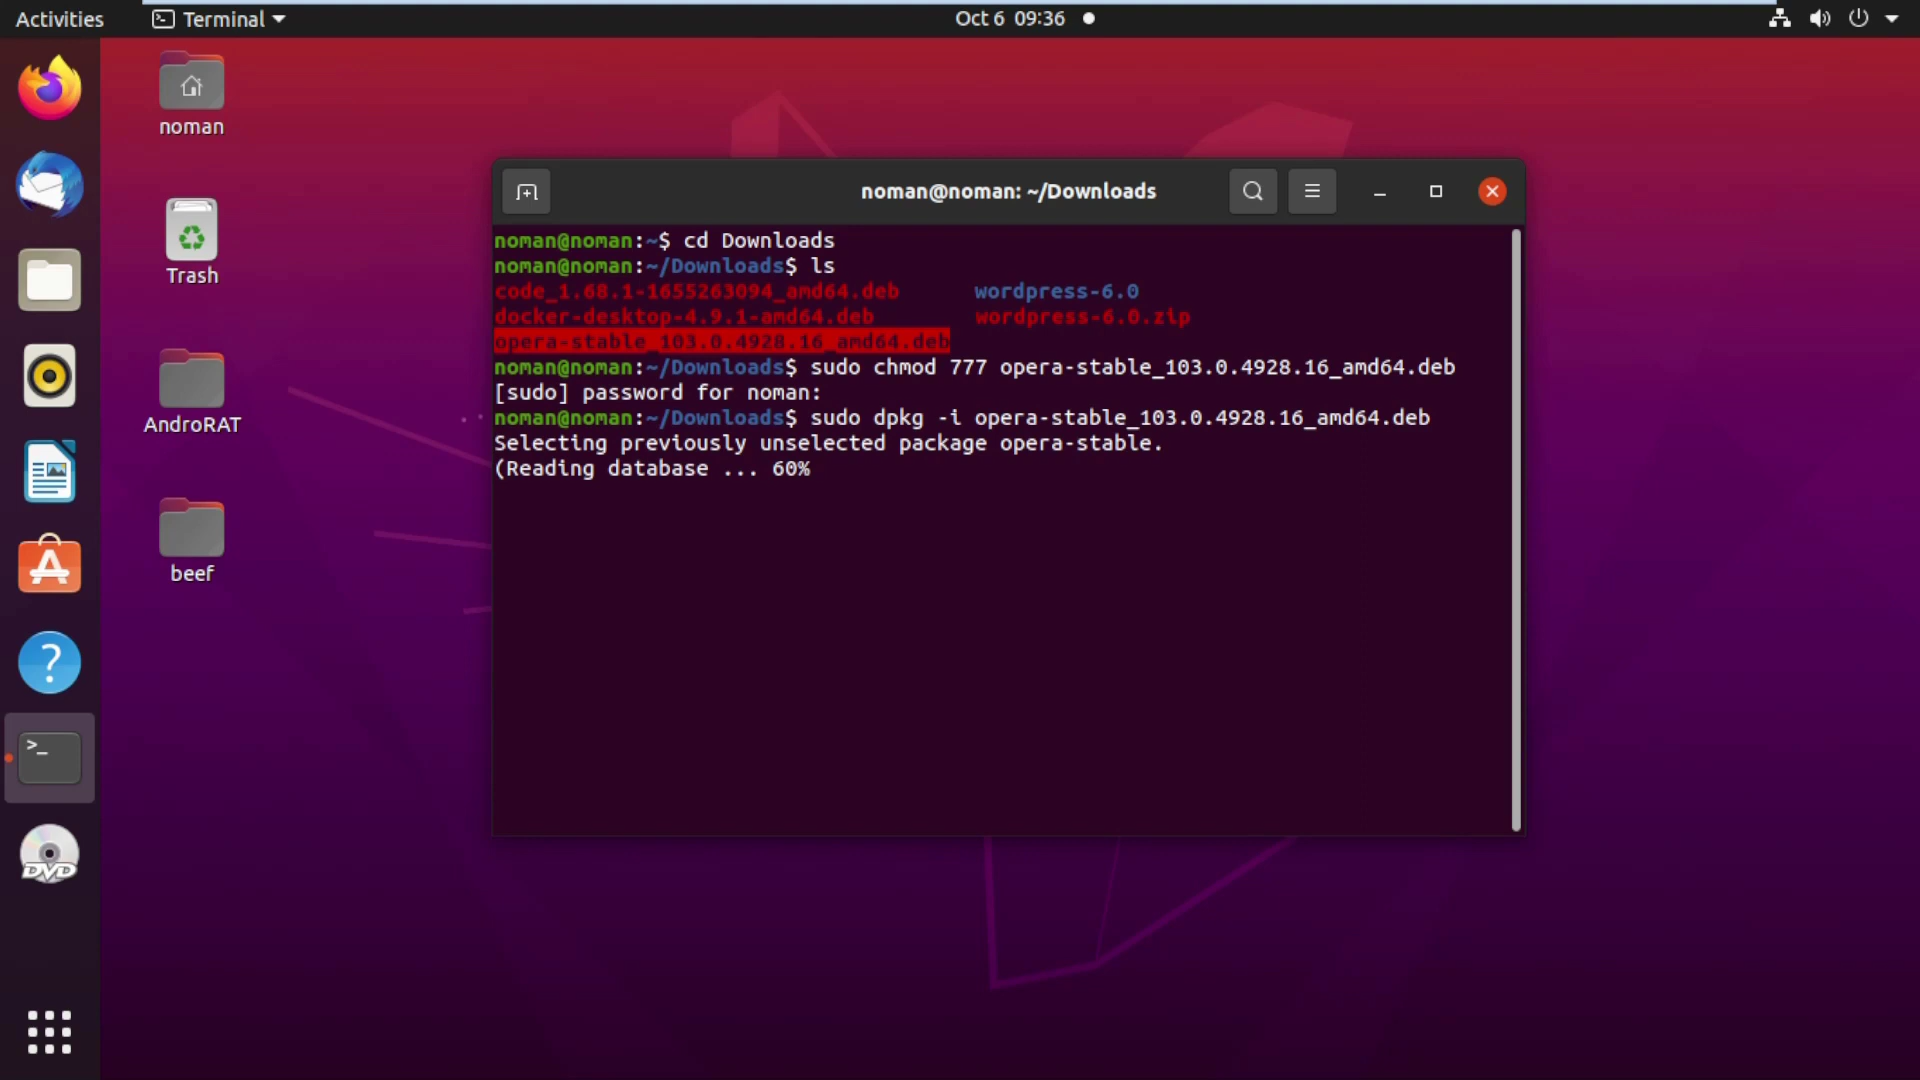 Activities Terminal Oct 6 09:36
noman
Trash
AndroRAT
beef
DVD
noman@noman: ~/Downloads
noman@noman:~$ cd Downloads
noman@noman:~/Downloads$ ls
code_1.68.1-1655263094_amd64.deb wordpress-6.0
docker-desktop-4.9.1-amd64.deb wordpress-6.0.zip
opera-stable_103.0.4928.16_amd64.deb
noman@noman:~/Downloads$ sudo chmod 777 opera-stable_103.0.4928.16_amd64.deb
[sudo] password for noman:
noman@noman:~/Downloads$ sudo dpkg -i opera-stable_103.0.4928.16_amd64.deb
Selecting previously unselected package opera-stable.
(Reading database ... 60%